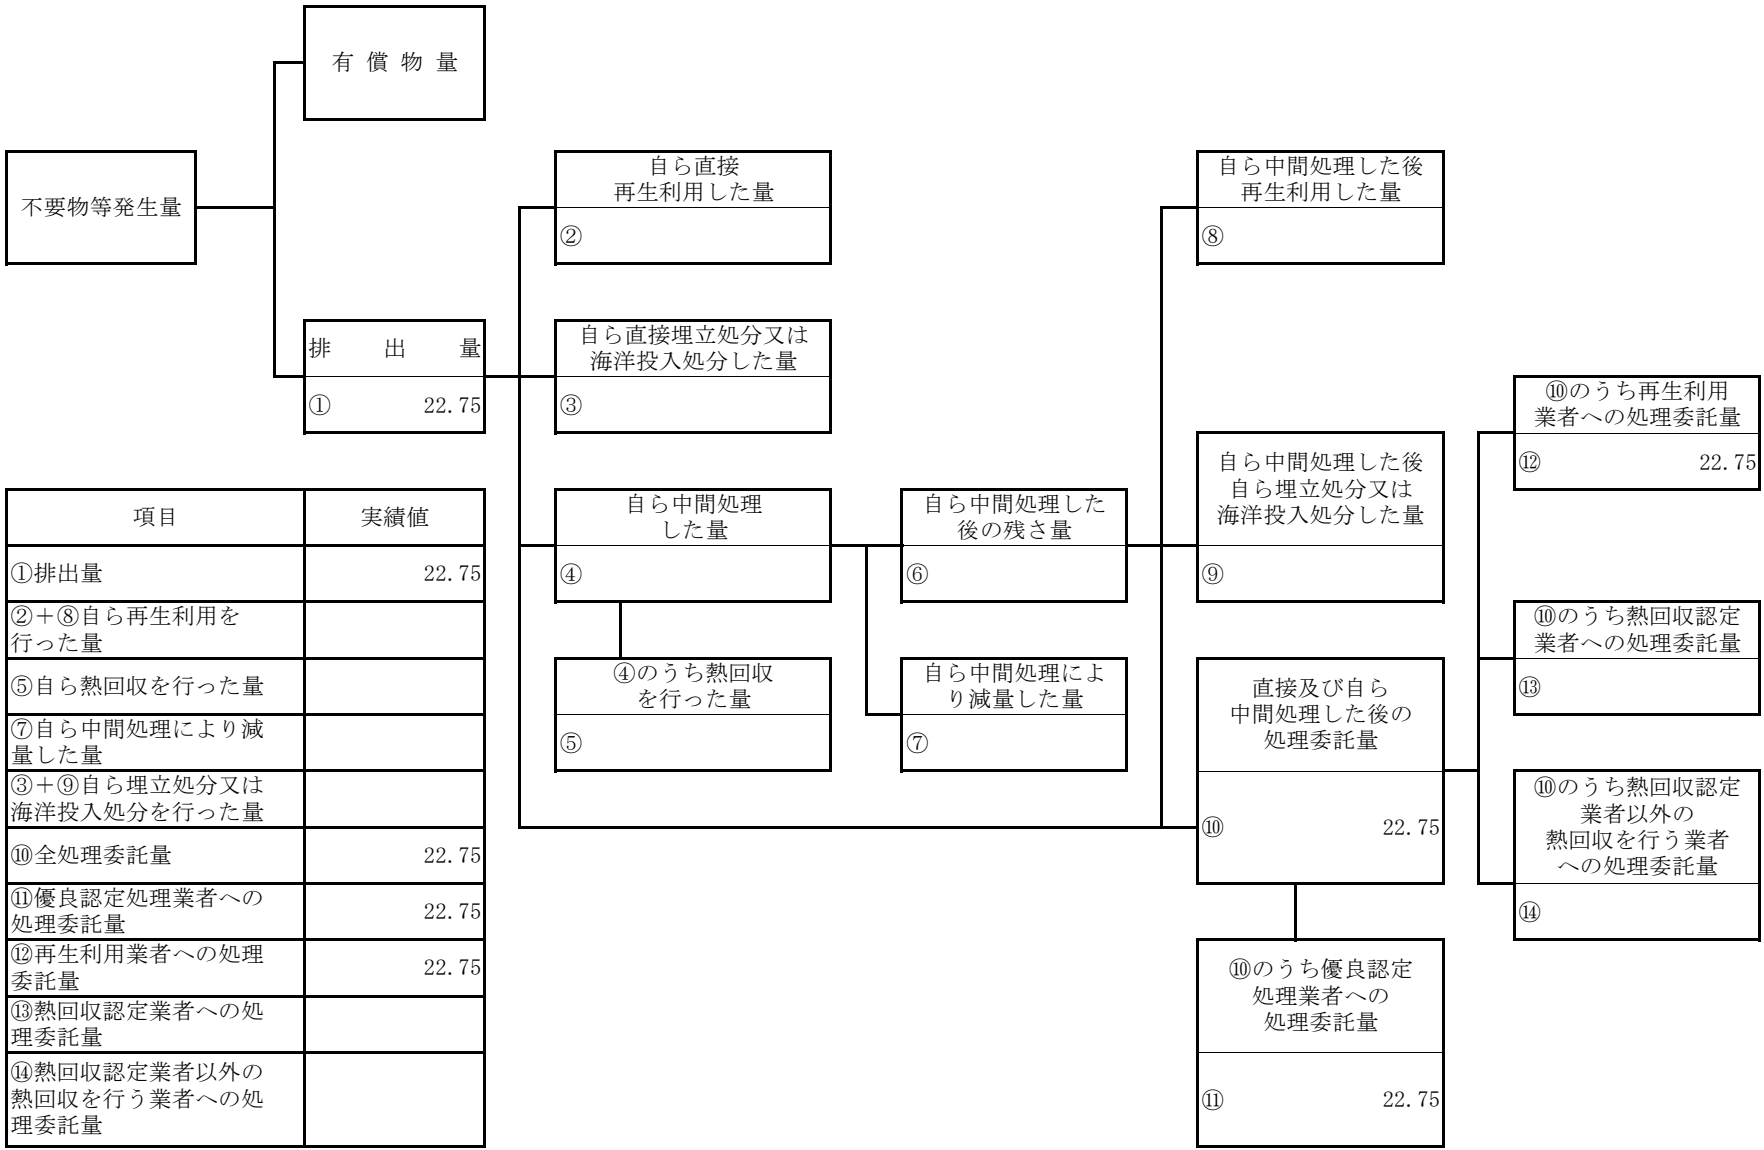 有償物量
不要物等発生量
排出量
① 22.75
自ら直接
再生利用した量
②
自ら直接埋立処分又は
海洋投入処分した量
③
自ら中間処理
した量
④
④のうち熱回収
を行った量
⑤
自ら中間処理した
後の残さ量
⑥
自ら中間処理によ
り減量した量
⑦
自ら中間処理した後
再生利用した量
⑧
自ら中間処理した後
自ら埋立処分又は
海洋投入処分した量
⑨
直接及び自ら
中間処理した後の
処理委託量
⑩ 22.75
⑩のうち優良認定
処理業者への
処理委託量
⑪ 22.75
⑩のうち再生利用
業者への処理委託量
⑫ 22.75
⑩のうち熱回収認定
業者への処理委託量
⑬
⑩のうち熱回収認定
業者以外の
熱回収を行う業者
への処理委託量
⑭
項目 実績値
①排出量 22.75
②＋⑧自ら再生利用を
行った量
⑤自ら熱回収を行った量
⑦自ら中間処理により減
量した量
③＋⑨自ら埋立処分又は
海洋投入処分を行った量
⑩全処理委託量 22.75
⑪優良認定処理業者への
処理委託量 22.75
⑫再生利用業者への処理
委託量 22.75
⑬熱回収認定業者への処
理委託量
⑭熱回収認定業者以外の
熱回収を行う業者への処
理委託量